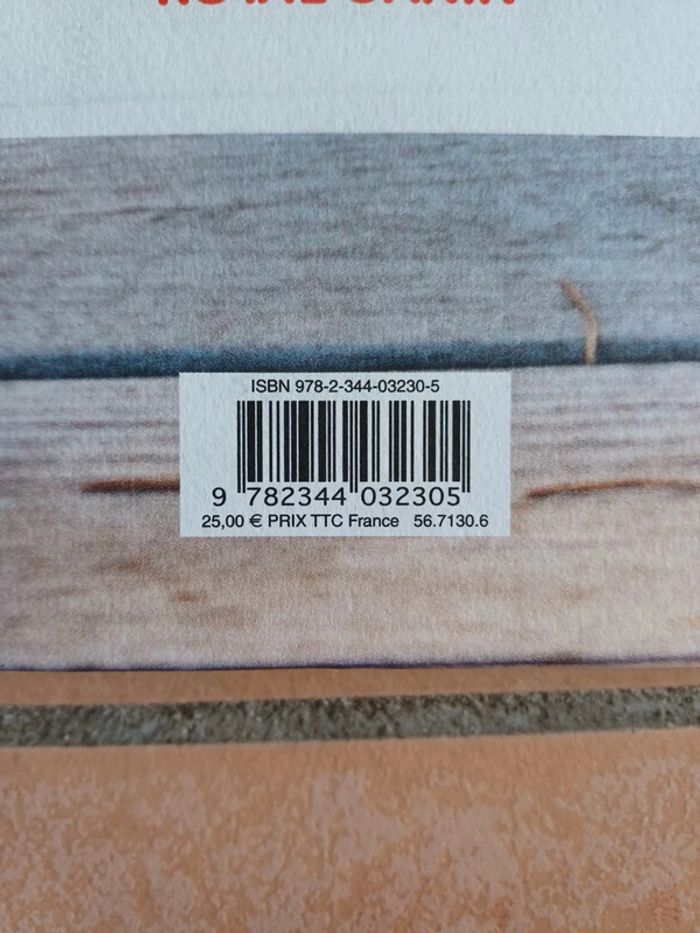 ISBN 978-2-344-03230-5
9 782344 032305
25,00 € PRIX TTC France 56.7130.6